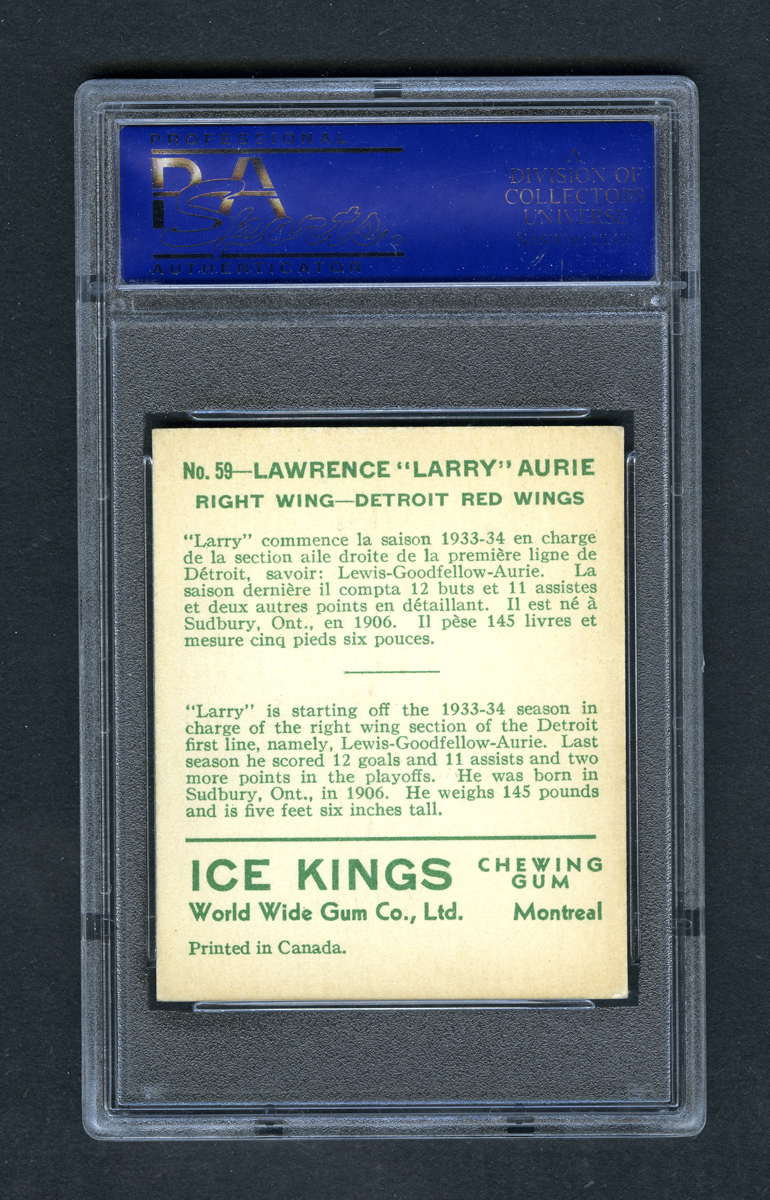 PROFESSIONAL
PSA
Sports
AUTHENTICATOR
A
DIVISION OF
COLLECTORS
UNIVERSE
No. 59—LAWRENCE “LARRY” AURIE
RIGHT WING—DETROIT RED WINGS
“Larry” commence la saison 1933-34 en charge
de la section aile droite de la première ligne de
Détroit, savoir: Lewis-Goodfellow-Aurie. La
saison dernière il compta 12 buts et 11 assistes
et deux autres points en détaillant. Il est né à
Sudbury, Ont., en 1906. Il pèse 145 livres et
mesure cinq pieds six pouces.
“Larry” is starting off the 1933-34 season in
charge of the right wing section of the Detroit
first line, namely, Lewis-Goodfellow-Aurie. Last
season he scored 12 goals and 11 assists and two
more points in the playoffs. He was born in
Sudbury, Ont., in 1906. He weighs 145 pounds
and is five feet six inches tall.
ICE KINGS CHEWING GUM
World Wide Gum Co., Ltd. Montreal
Printed in Canada.